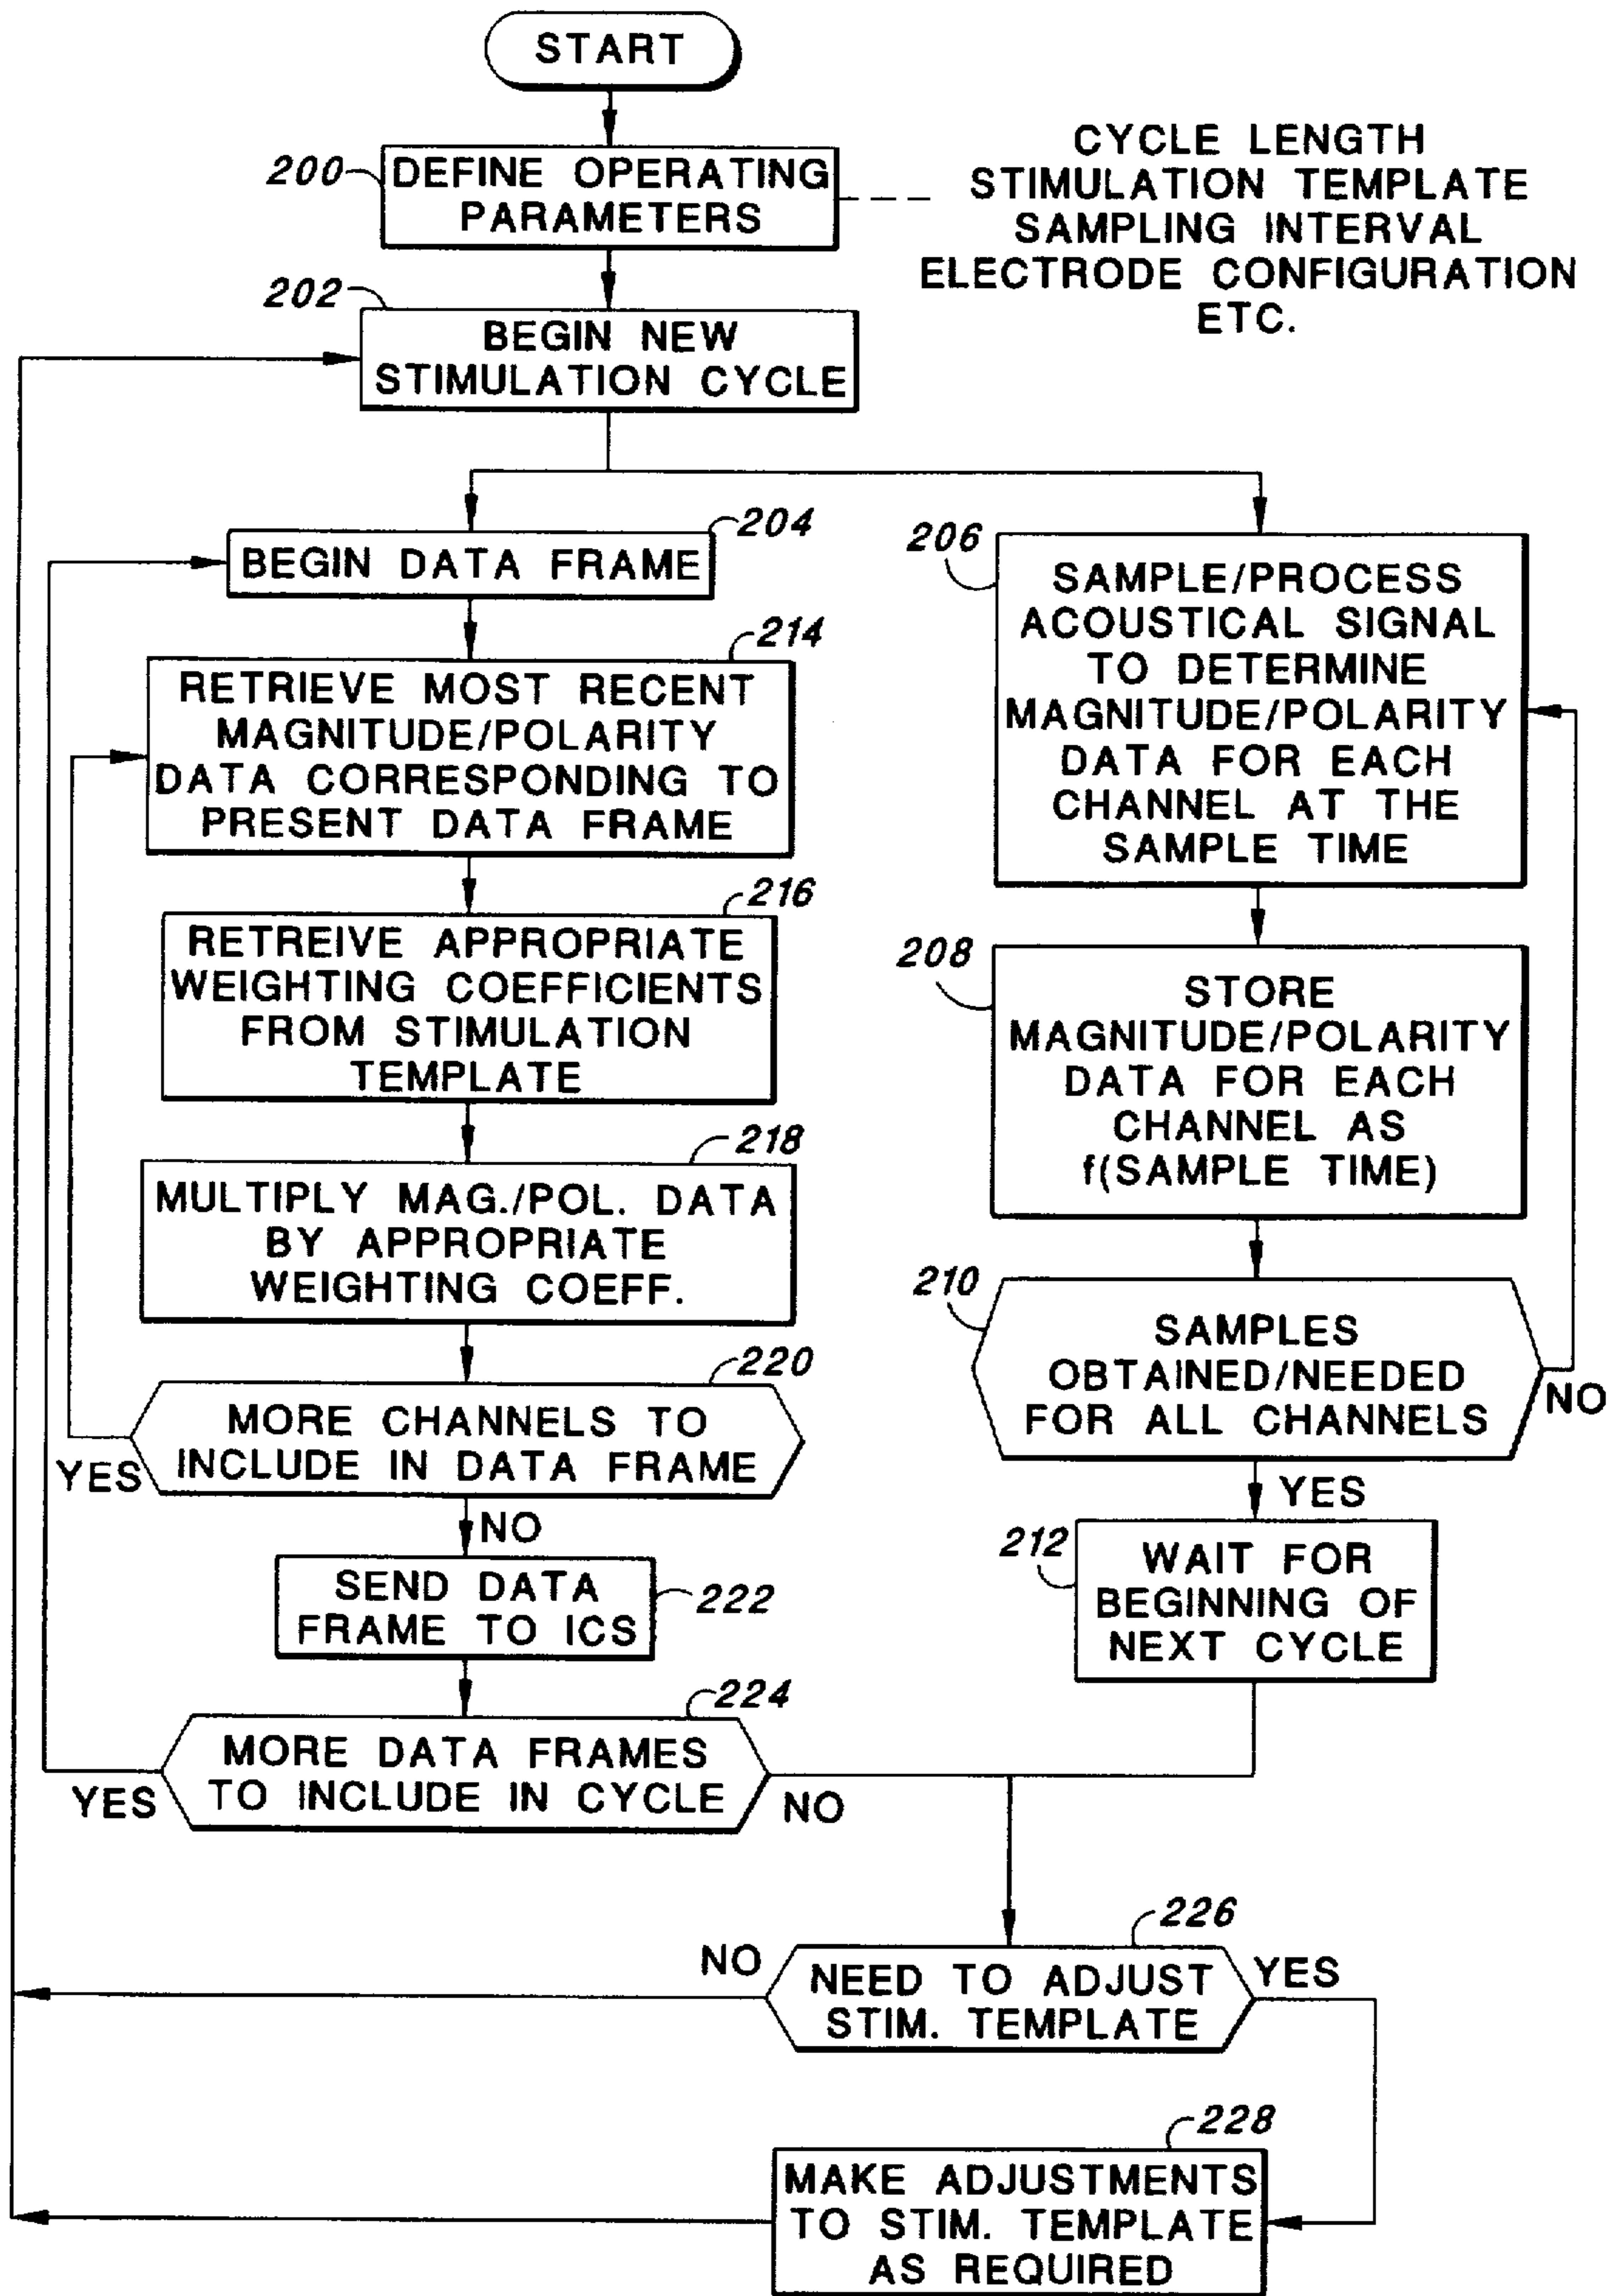 START
200
DEFINE OPERATING
PARAMETERS
CYCLE LENGTH
STIMULATION TEMPLATE
SAMPLING INTERVAL
ELECTRODE CONFIGURATION
ETC.
202
BEGIN NEW
STIMULATION CYCLE
204
BEGIN DATA FRAME
214
RETRIEVE MOST RECENT
MAGNITUDE/POLARITY
DATA CORRESPONDING TO
PRESENT DATA FRAME
216
RETREIVE APPROPRIATE
WEIGHTING COEFFICIENTS
FROM STIMULATION
TEMPLATE
218
MULTIPLY MAG./POL. DATA
BY APPROPRIATE
WEIGHTING COEFF.
220
MORE CHANNELS TO
INCLUDE IN DATA FRAME
YES
NO
SEND DATA
FRAME TO ICS
222
224
MORE DATA FRAMES
TO INCLUDE IN CYCLE
YES
NO
206
SAMPLE/PROCESS
ACOUSTICAL SIGNAL
TO DETERMINE
MAGNITUDE/POLARITY
DATA FOR EACH
CHANNEL AT THE
SAMPLE TIME
208
STORE
MAGNITUDE/POLARITY
DATA FOR EACH
CHANNEL AS
f(SAMPLE TIME)
210
SAMPLES
OBTAINED/NEEDED
FOR ALL CHANNELS
NO
YES
212
WAIT FOR
BEGINNING OF
NEXT CYCLE
226
NO
NEED TO ADJUST
STIM. TEMPLATE
YES
228
MAKE ADJUSTMENTS
TO STIM. TEMPLATE
AS REQUIRED